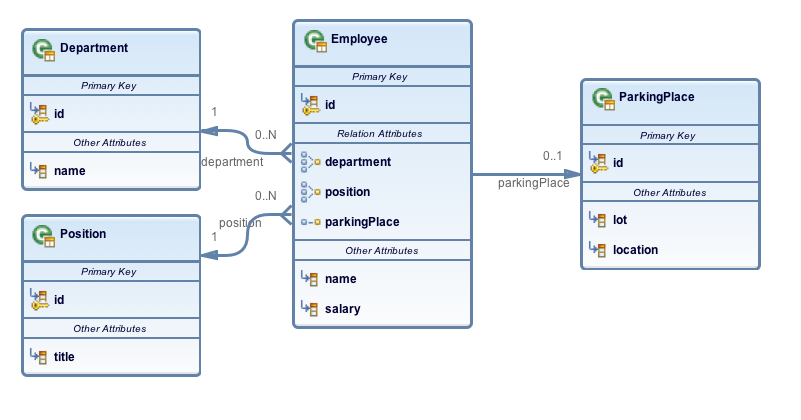 Department
Primary Key
id
Other Attributes
name
Position
Primary Key
id
Other Attributes
title
1
0..N
department
0..N
position
1
Employee
Primary Key
id
Relation Attributes
department
position
parkingPlace
Other Attributes
name
salary
0..1
parkingPlace
ParkingPlace
Primary Key
id
Other Attributes
lot
location